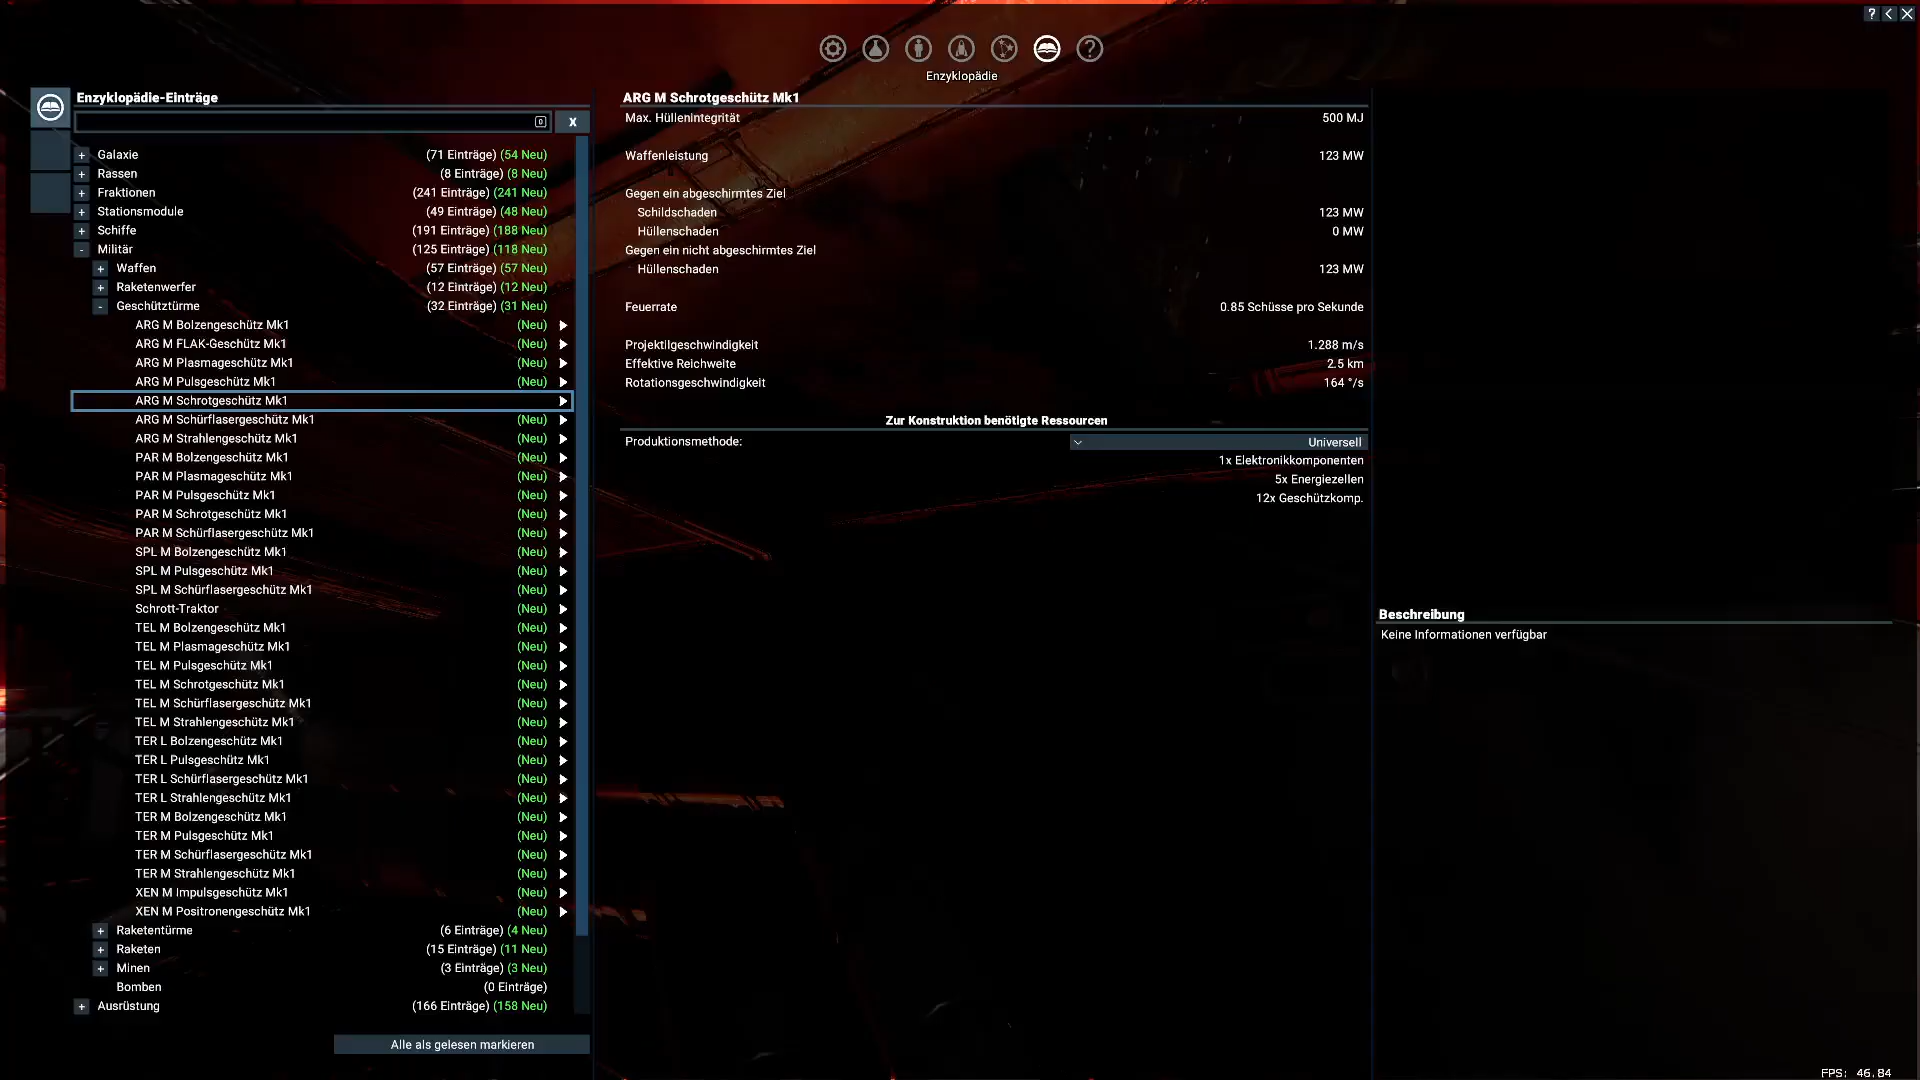 ? < X
Enzyklopädie
Enzyklopädie-Einträge
0 X
+ Galaxie (71 Einträge) (54 Neu)
+ Rassen (8 Einträge) (8 Neu)
+ Fraktionen (241 Einträge) (241 Neu)
+ Stationsmodule (49 Einträge) (48 Neu)
+ Schiffe (191 Einträge) (188 Neu)
- Militär (125 Einträge) (118 Neu)
+ Waffen (57 Einträge) (57 Neu)
+ Raketenwerfer (12 Einträge) (12 Neu)
- Geschütztürme (32 Einträge) (31 Neu)
ARG M Bolzengeschütz Mk1 (Neu)
ARG M FLAK-Geschütz Mk1 (Neu)
ARG M Plasmageschütz Mk1 (Neu)
ARG M Pulsgeschütz Mk1 (Neu)
ARG M Schrotgeschütz Mk1
ARG M Schürflasergeschütz Mk1 (Neu)
ARG M Strahlengeschütz Mk1 (Neu)
PAR M Bolzengeschütz Mk1 (Neu)
PAR M Plasmageschütz Mk1 (Neu)
PAR M Pulsgeschütz Mk1 (Neu)
PAR M Schrotgeschütz Mk1 (Neu)
PAR M Schürflasergeschütz Mk1 (Neu)
SPL M Bolzengeschütz Mk1 (Neu)
SPL M Pulsgeschütz Mk1 (Neu)
SPL M Schürflasergeschütz Mk1 (Neu)
Schrott-Traktor (Neu)
TEL M Bolzengeschütz Mk1 (Neu)
TEL M Plasmageschütz Mk1 (Neu)
TEL M Pulsgeschütz Mk1 (Neu)
TEL M Schrotgeschütz Mk1 (Neu)
TEL M Schürflasergeschütz Mk1 (Neu)
TEL M Strahlengeschütz Mk1 (Neu)
TER L Bolzengeschütz Mk1 (Neu)
TER L Pulsgeschütz Mk1 (Neu)
TER L Schürflasergeschütz Mk1 (Neu)
TER L Strahlengeschütz Mk1 (Neu)
TER M Bolzengeschütz Mk1 (Neu)
TER M Pulsgeschütz Mk1 (Neu)
TER M Schürflasergeschütz Mk1 (Neu)
TER M Strahlengeschütz Mk1 (Neu)
XEN M Impulsgeschütz Mk1 (Neu)
XEN M Positronengeschütz Mk1 (Neu)
+ Raketentürme (6 Einträge) (4 Neu)
+ Raketen (15 Einträge) (11 Neu)
+ Minen (3 Einträge) (3 Neu)
Bomben (0 Einträge)
+ Ausrüstung (166 Einträge) (158 Neu)
Alle als gelesen markieren
ARG M Schrotgeschütz Mk1
Max. Hüllenintegrität 500 MJ
Waffenleistung 123 MW
Gegen ein abgeschirmtes Ziel
Schildschaden 123 MW
Hüllenschaden 0 MW
Gegen ein nicht abgeschirmtes Ziel
Hüllenschaden 123 MW
Feuerrate 0.85 Schüsse pro Sekunde
Projektilgeschwindigkeit 1.288 m/s
Effektive Reichweite 2.5 km
Rotationsgeschwindigkeit 164 °/s
Zur Konstruktion benötigte Ressourcen
Produktionsmethode: Universell
1x Elektronikkomponenten
5x Energiezellen
12x Geschützkomp.
Beschreibung
Keine Informationen verfügbar
FPS: 46.84